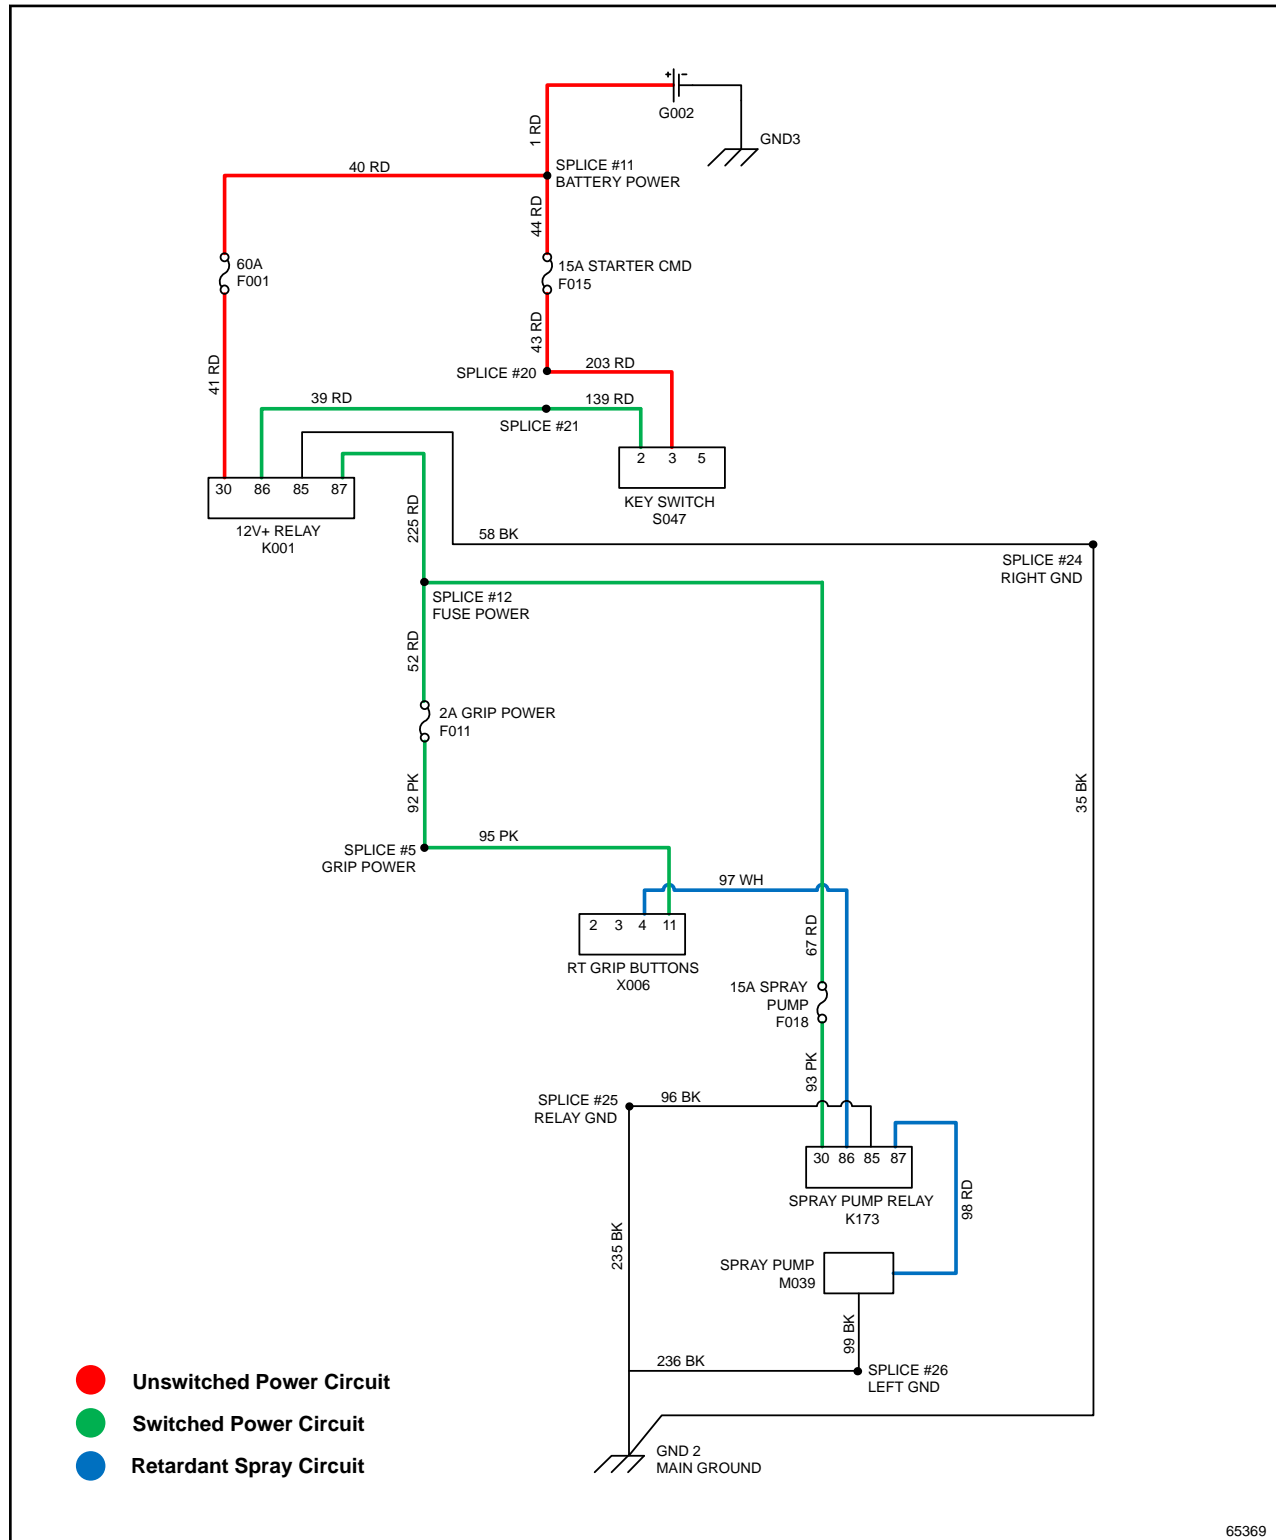 + -
G002
GND3
1 RD
SPLICE #11
BATTERY POWER
40 RD
44 RD
60A
F001
15A STARTER CMD
F015
41 RD
43 RD
SPLICE #20
203 RD
39 RD
139 RD
SPLICE #21
2 3 5
KEY SWITCH
S047
30 86 85 87
12V+ RELAY
K001
225 RD
58 BK
SPLICE #24
RIGHT GND
SPLICE #12
FUSE POWER
52 RD
2A GRIP POWER
F011
92 PK
35 BK
SPLICE #5
GRIP POWER
95 PK
97 WH
2 3 4 11
RT GRIP BUTTONS
X006
67 RD
15A SPRAY
PUMP
F018
93 PK
SPLICE #25
RELAY GND
96 BK
30 86 85 87
SPRAY PUMP RELAY
K173
98 RD
235 BK
SPRAY PUMP
M039
99 BK
236 BK
SPLICE #26
LEFT GND
Unswitched Power Circuit
Switched Power Circuit
Retardant Spray Circuit
GND 2
MAIN GROUND
65369